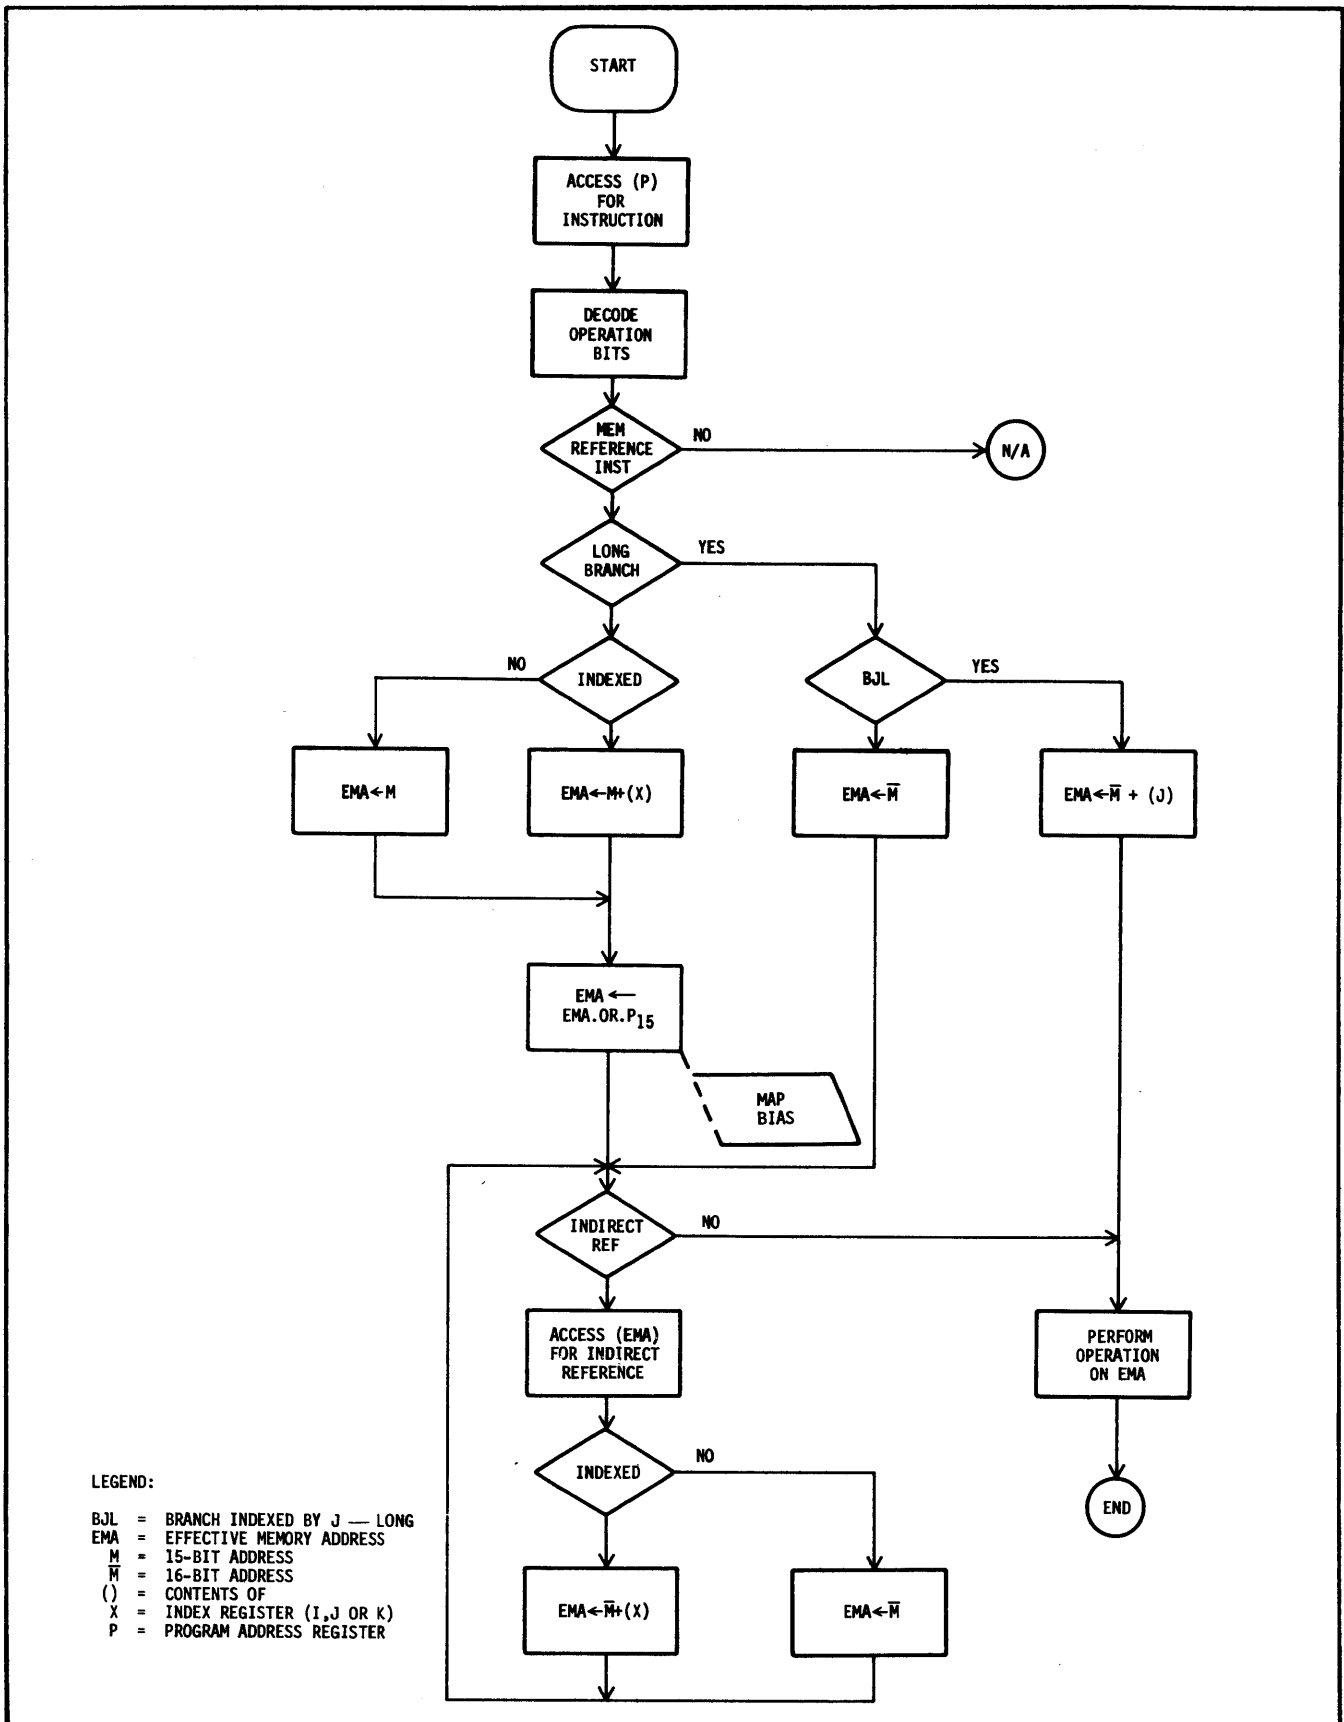 START
ACCESS (P)
FOR
INSTRUCTION
DECODE
OPERATION
BITS
MEM
REFERENCE
INST
NO
N/A
LONG
BRANCH
YES
INDEXED
NO
BJL
YES
EMA←M
EMA←M+(X)
EMA←M̅
EMA←M̅ + (J)
EMA ←
EMA.OR.P₁₅
MAP
BIAS
INDIRECT
REF
NO
ACCESS (EMA)
FOR INDIRECT
REFERENCE
PERFORM
OPERATION
ON EMA
INDEXED
NO
END
EMA←M̅+(X)
EMA←M̅
LEGEND:
BJL = BRANCH INDEXED BY J — LONG
EMA = EFFECTIVE MEMORY ADDRESS
M = 15-BIT ADDRESS
M̅ = 16-BIT ADDRESS
() = CONTENTS OF
X = INDEX REGISTER (I,J OR K)
P = PROGRAM ADDRESS REGISTER